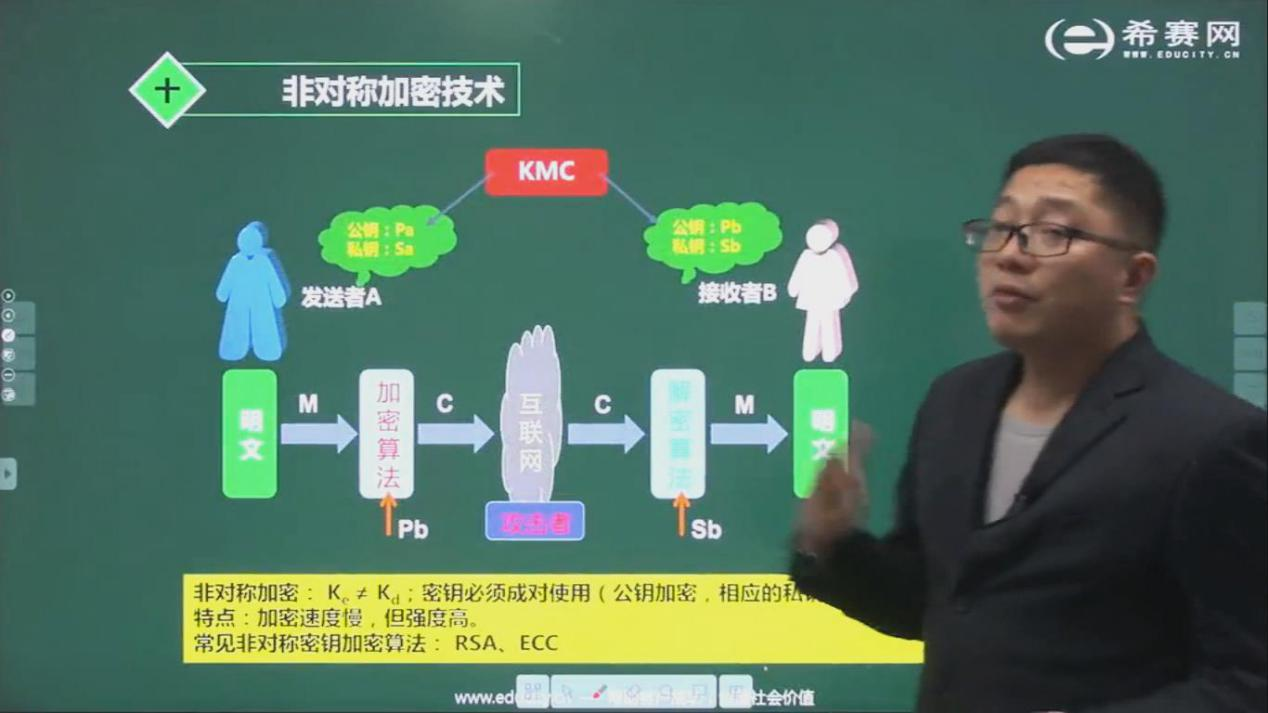 希赛网
WWW.EDUCITY.CN
非对称加密技术
KMC
公钥：Pa
私钥：Sa
公钥：Pb
私钥：Sb
发送者A
接收者B
明文
M
加密算法
C
互联网
C
解密算法
M
明文
Pb
攻击者
Sb
非对称加密： Ke ≠ Kd；密钥必须成对使用（公钥加密，相应的私
特点：加密速度慢，但强度高。
常见非对称密钥加密算法： RSA、ECC
社会价值